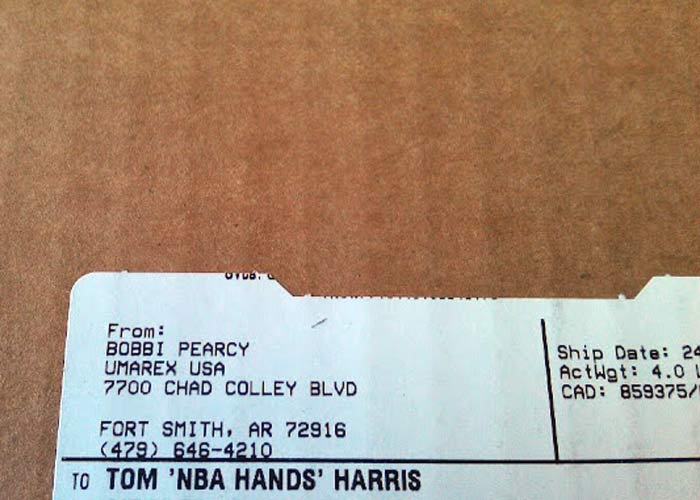 From:
BOBBI PEARCY
UMAREX USA
7700 CHAD COLLEY BLVD
FORT SMITH, AR 72916
(479) 646-4210
Ship Date: 24
ActWgt: 4.0 L
CAD: 859375/
TO TOM 'NBA HANDS' HARRIS